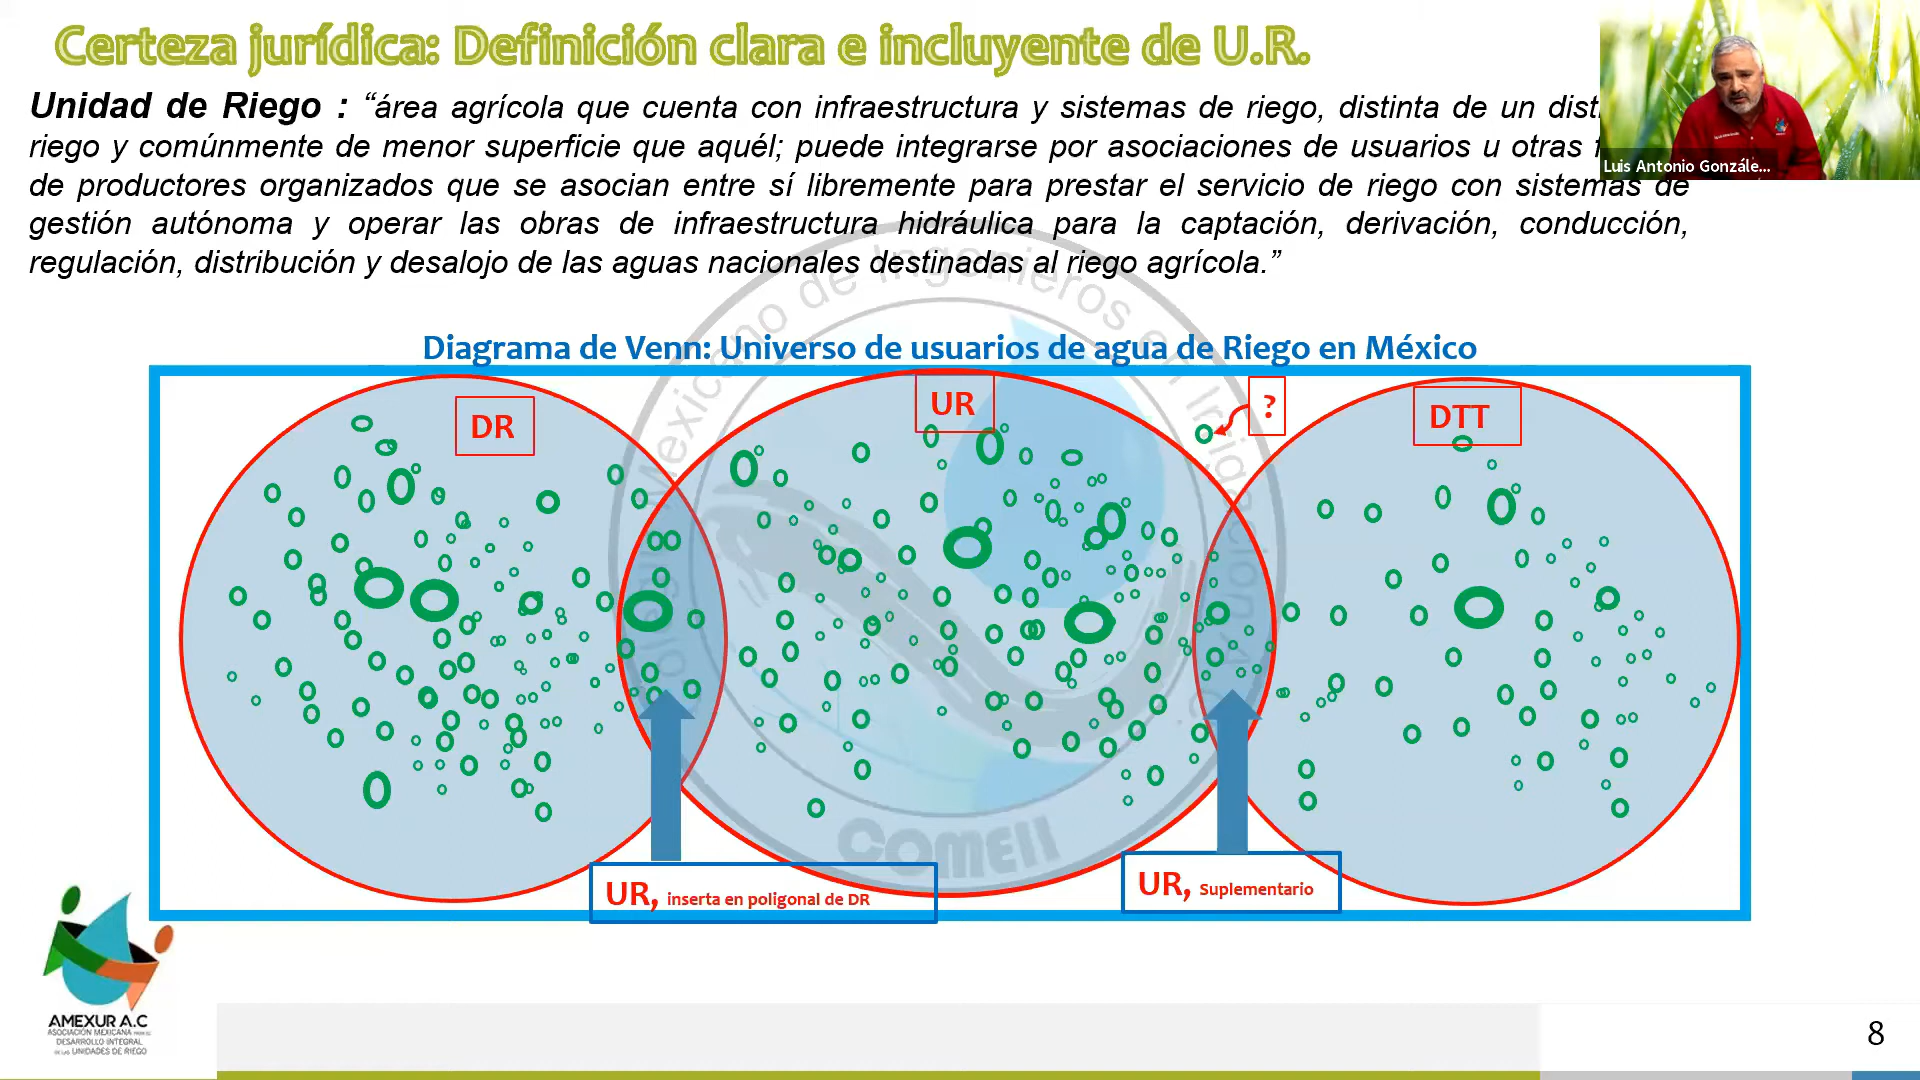 Certeza jurídica: Definición clara e incluyente de U.R.
Unidad de Riego : “área agrícola que cuenta con infraestructura y sistemas de riego, distinta de un
riego y comúnmente de menor superficie que aquél; puede integrarse por asociaciones de usuarios u otras
de productores organizados que se asocian entre sí libremente para prestar el servicio de riego con sistemas de
gestión autónoma y operar las obras de infraestructura hidráulica para la captación, derivación, conducción,
regulación, distribución y desalojo de las aguas nacionales destinadas al riego agrícola.”
Luis Antonio Gonzále...
Diagrama de Venn: Universo de usuarios de agua de Riego en México
DR
UR
?
DTT
UR, inserta en poligonal de DR
UR, Suplementario
Mexicano de Ingenieros en Irrigación
COMEII
AMEXUR A.C
ASOCIACIÓN MEXICANA PARA EL
DESARROLLO INTEGRAL
DE LAS UNIDADES DE RIEGO
8